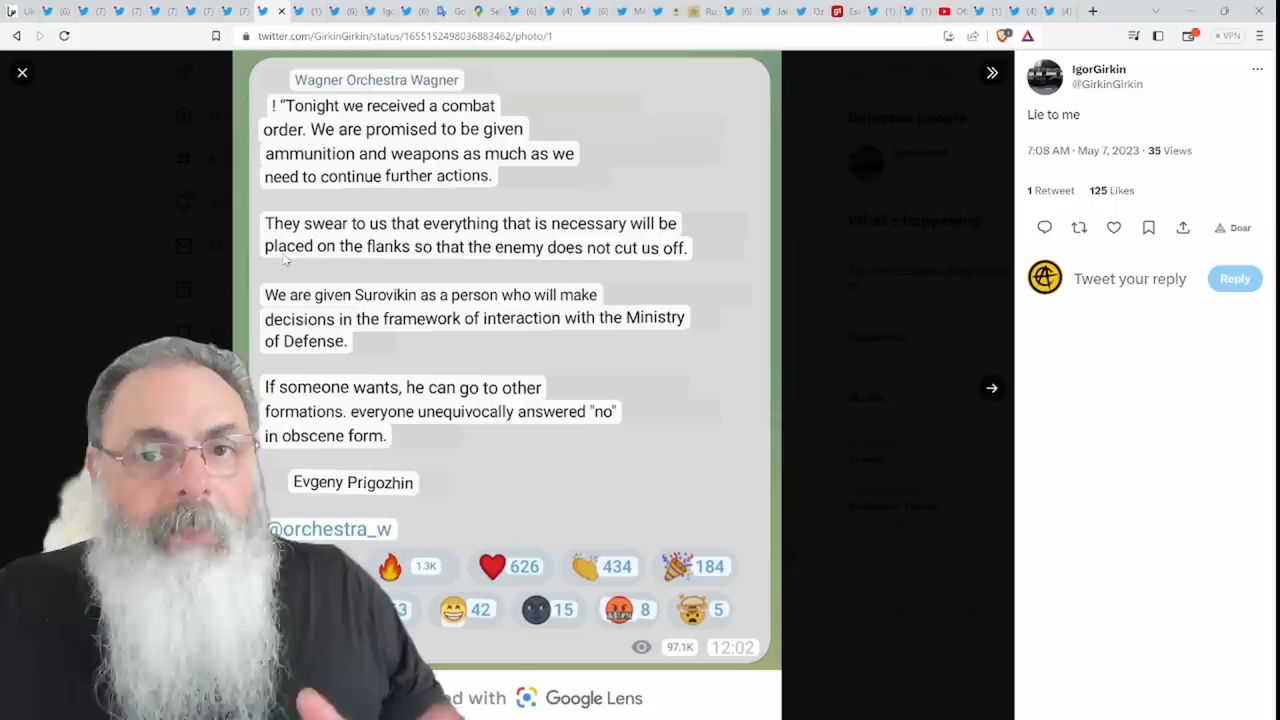 twitter.com/GirkinGirkin/status/1655152498036883462/photo/1
VPN
Wagner Orchestra Wagner
! “Tonight we received a combat
order. We are promised to be given
ammunition and weapons as much as we
need to continue further actions.
They swear to us that everything that is necessary will be
placed on the flanks so that the enemy does not cut us off.
We are given Surovikin as a person who will make
decisions in the framework of interaction with the Ministry
of Defense.
If someone wants, he can go to other
formations. everyone unequivocally answered "no"
in obscene form.
Evgeny Prigozhin
@orchestra_w
1.3K 626 434 184
3 42 15 8 5
97.1K 12:02
d with Google Lens
IgorGirkin
@GirkinGirkin
Lie to me
7:08 AM · May 7, 2023 · 35 Views
1 Retweet 125 Likes
Doar
Tweet your reply
Reply
Relevant people
What's happening